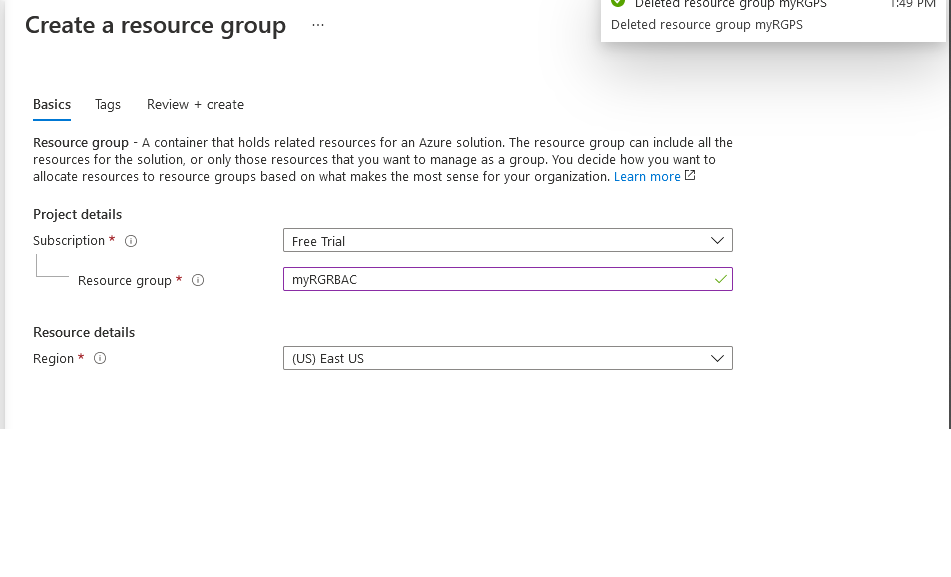 Create a resource group ...
Deleted resource group myRGPS 1:49 PM
Deleted resource group myRGPS
Basics Tags Review + create
Resource group - A container that holds related resources for an Azure solution. The resource group can include all the
resources for the solution, or only those resources that you want to manage as a group. You decide how you want to
allocate resources to resource groups based on what makes the most sense for your organization. Learn more
Project details
Subscription * Free Trial
Resource group * myRGRBAC
Resource details
Region * (US) East US